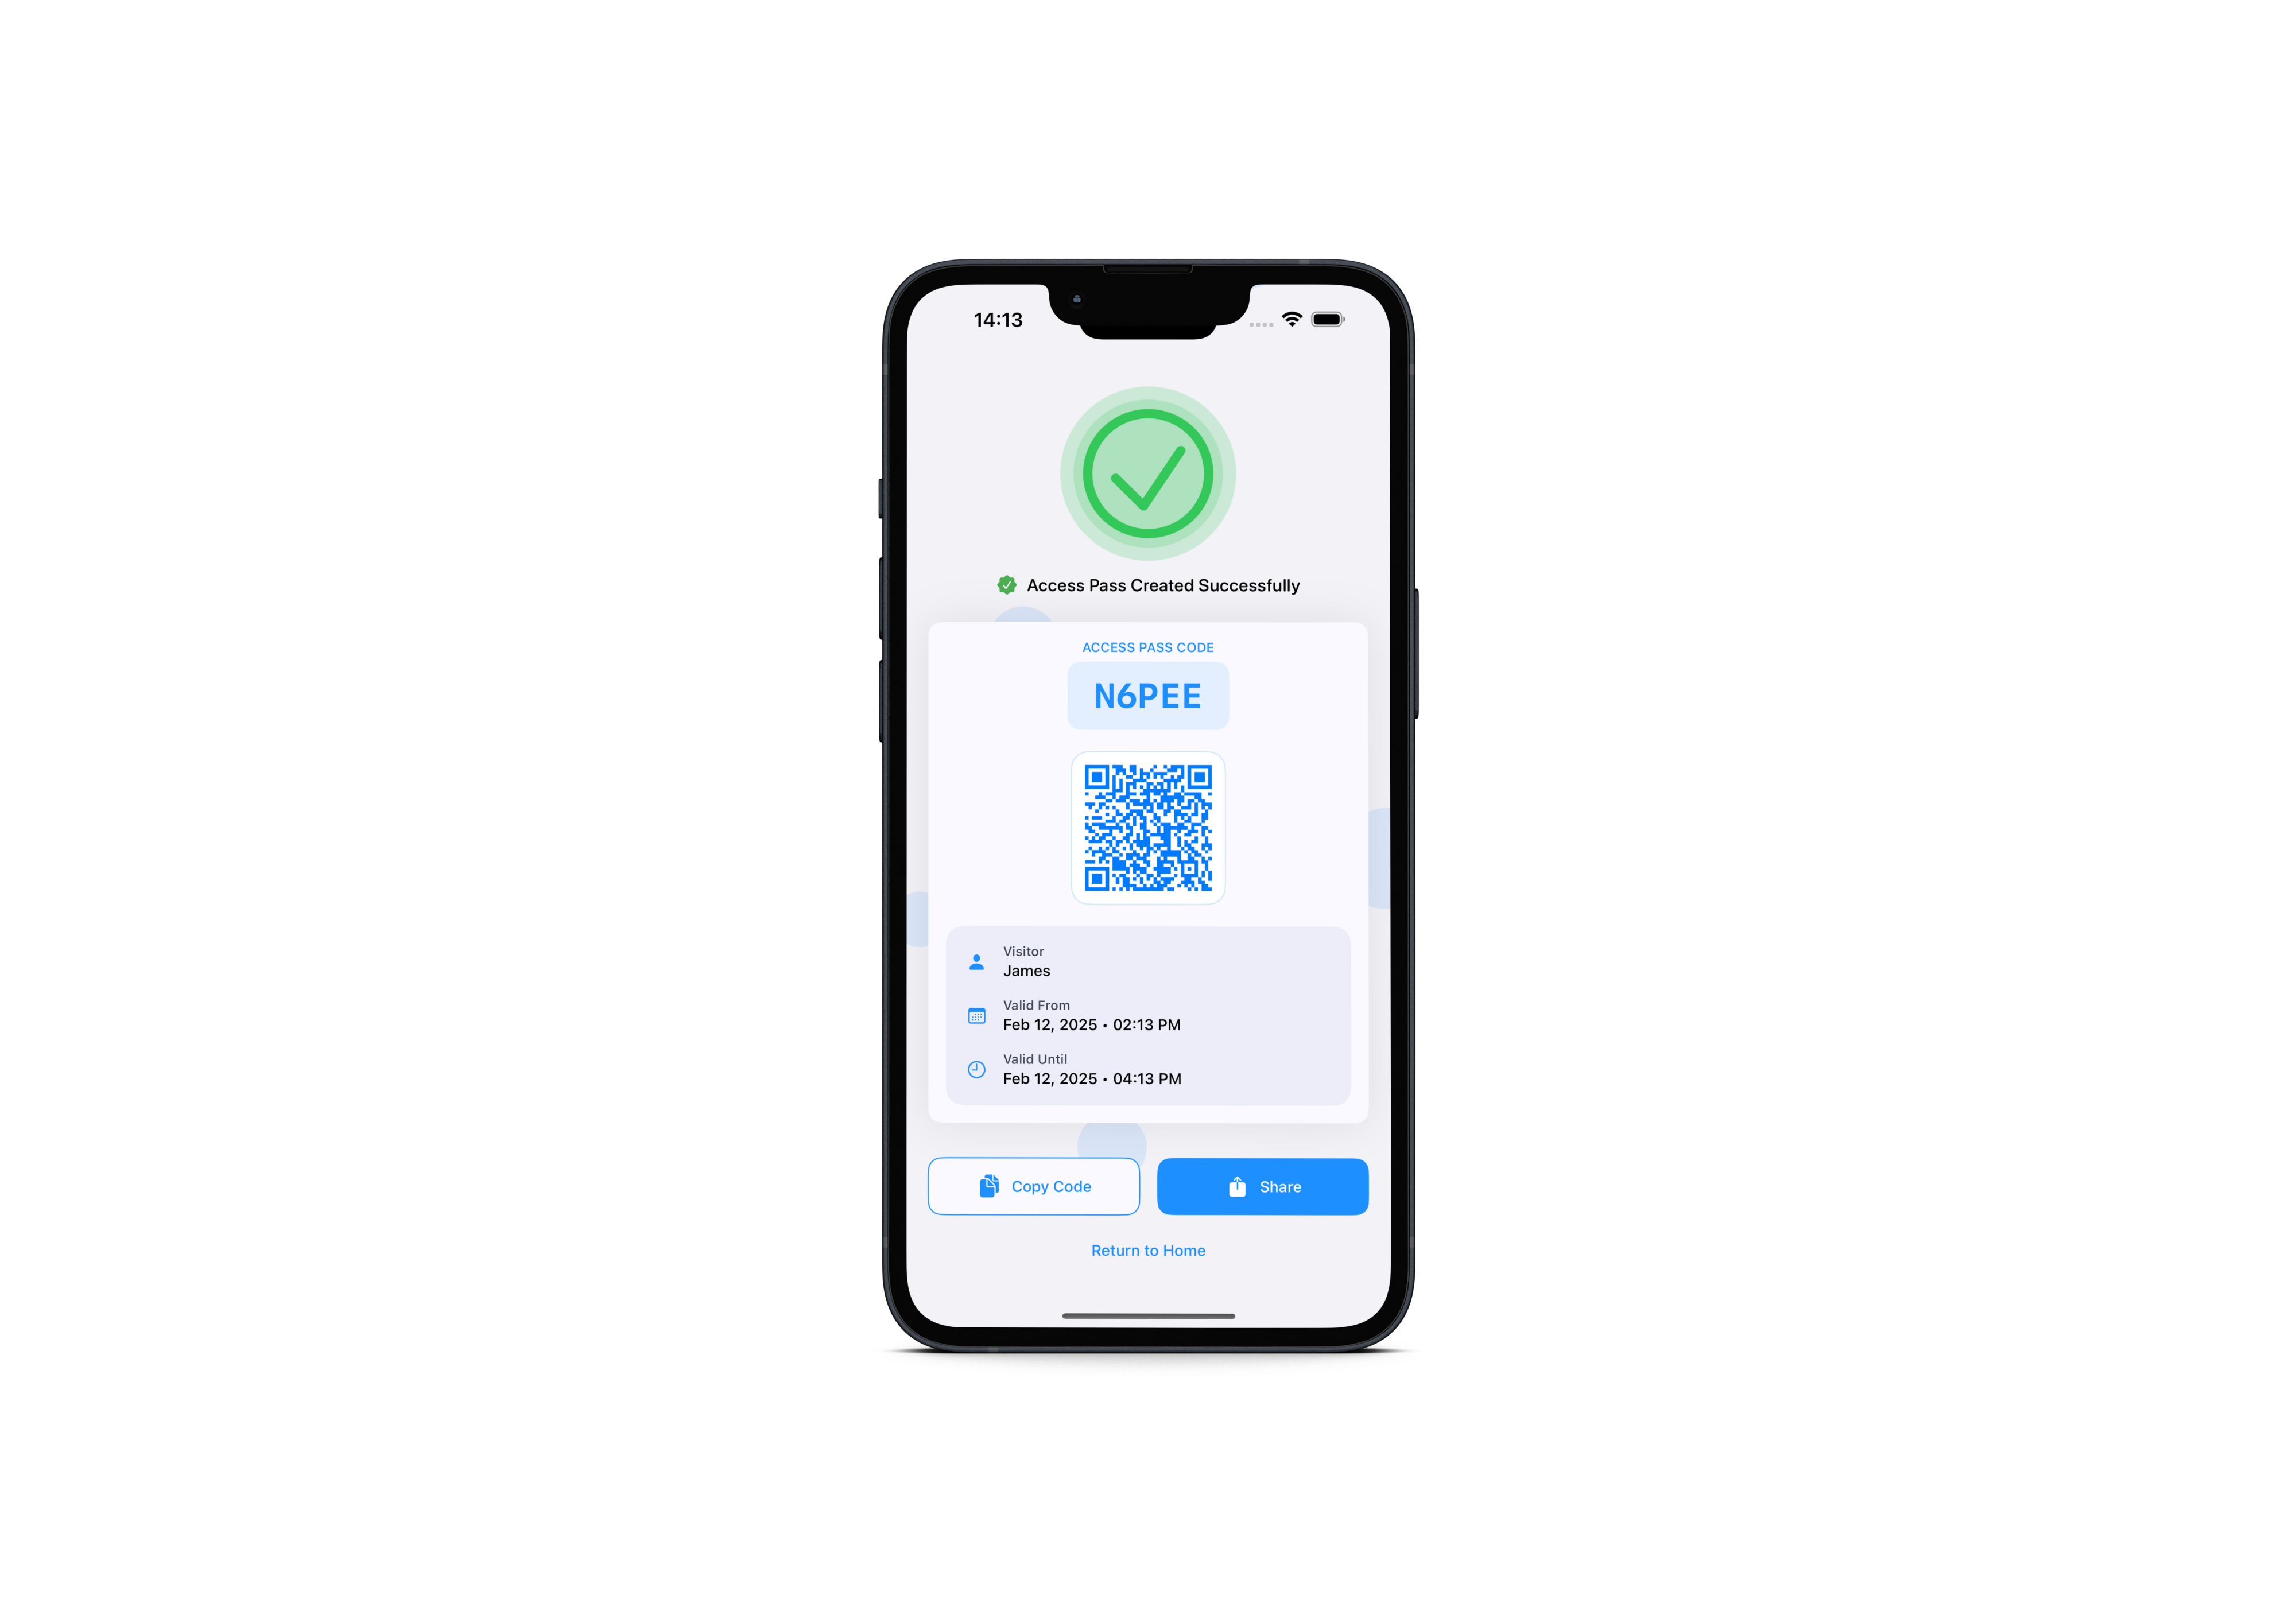 14:13
Access Pass Created Successfully
ACCESS PASS CODE
N6PEE
Visitor
James
Valid From
Feb 12, 2025 • 02:13 PM
Valid Until
Feb 12, 2025 • 04:13 PM
Copy Code
Share
Return to Home